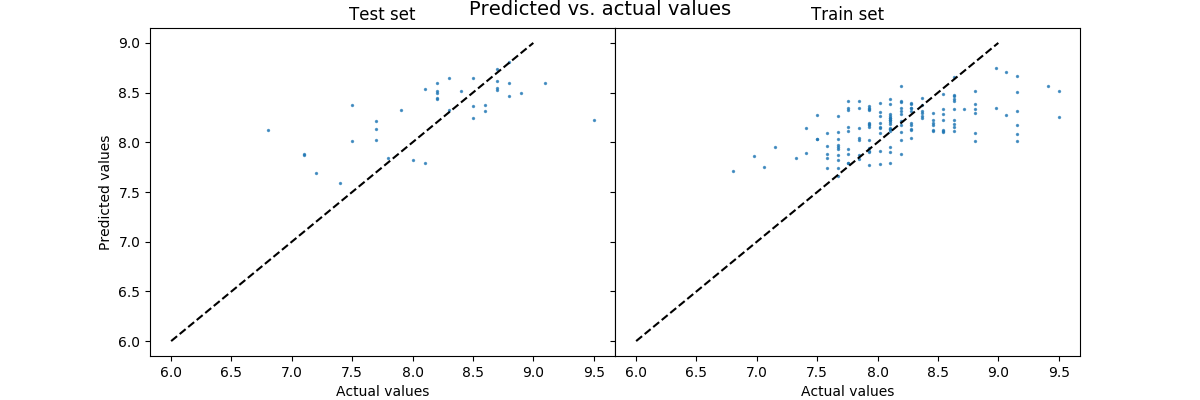 Predicted vs. actual values
Test set
Train set
9.0
8.5
8.0
7.5
7.0
6.5
6.0
Predicted values
6.0 6.5 7.0 7.5 8.0 8.5 9.0 9.5
Actual values
6.0 6.5 7.0 7.5 8.0 8.5 9.0 9.5
Actual values